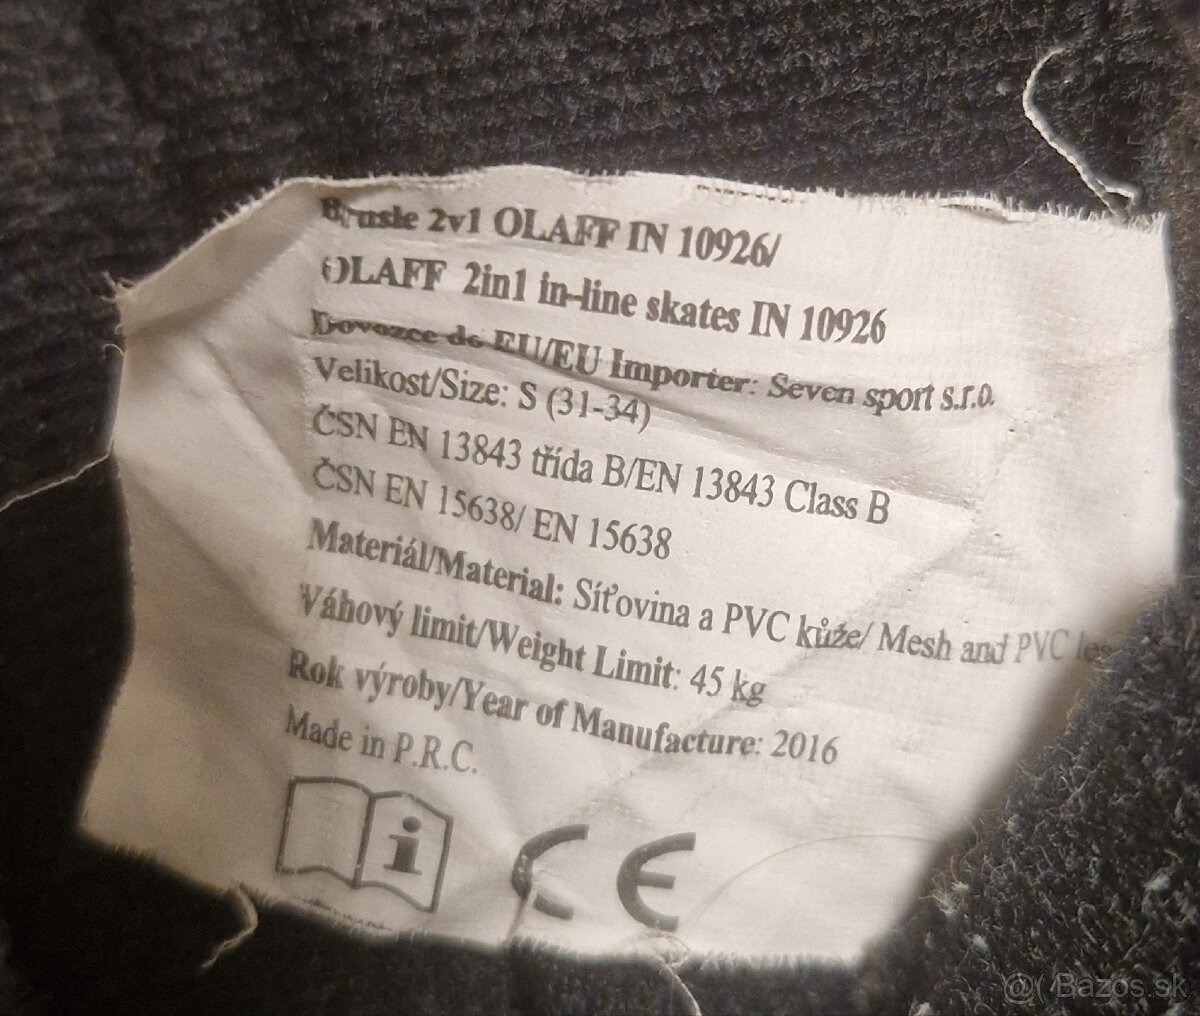 Brusle 2v1 OLAFF IN 10926/
OLAFF 2in1 in-line skates IN 10926
Dovozce do EU/EU Importer: Seven sport s.r.o.
Velikost/Size: S (31-34)
ČSN EN 13843 třída B/EN 13843 Class B
ČSN EN 15638/ EN 15638
Materiál/Material: Síťovina a PVC kůže/ Mesh and PVC
Váhový limit/Weight Limit: 45 kg
Rok výroby/Year of Manufacture: 2016
Made in P.R.C.
i
CE
@( Bazos.sk